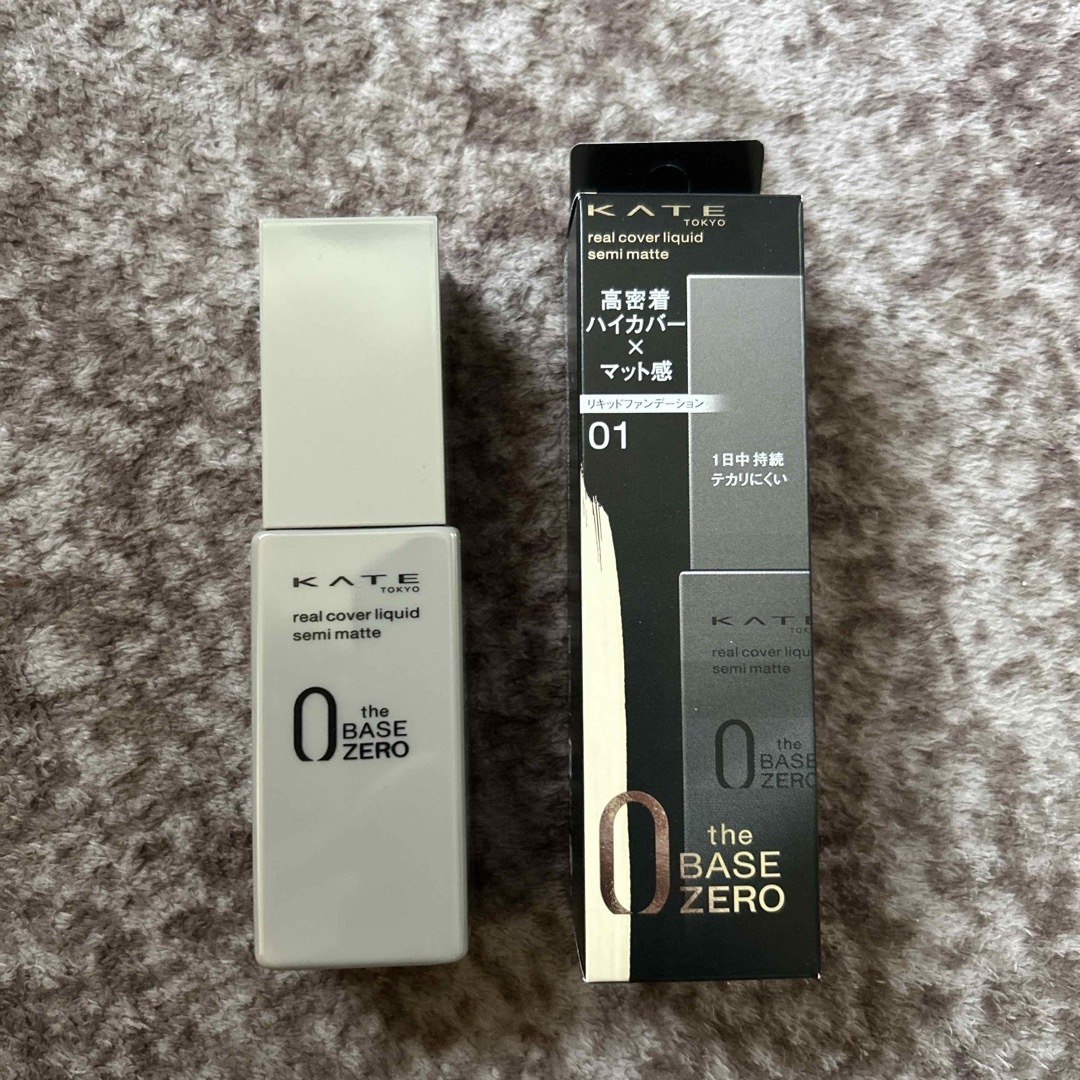 KATE
TOKYO
real cover liquid
semi matte
0 the
BASE
ZERO
KATE
TOKYO
real cover liquid
semi matte
高密着
ハイカバー
×
マット感
リキッドファンデーション
01
1日中 持続
テカリにくい
KATE
TOK
real cover liqu
semi matte
0 the
BASE
ZERO
0 the
BASE
ZERO